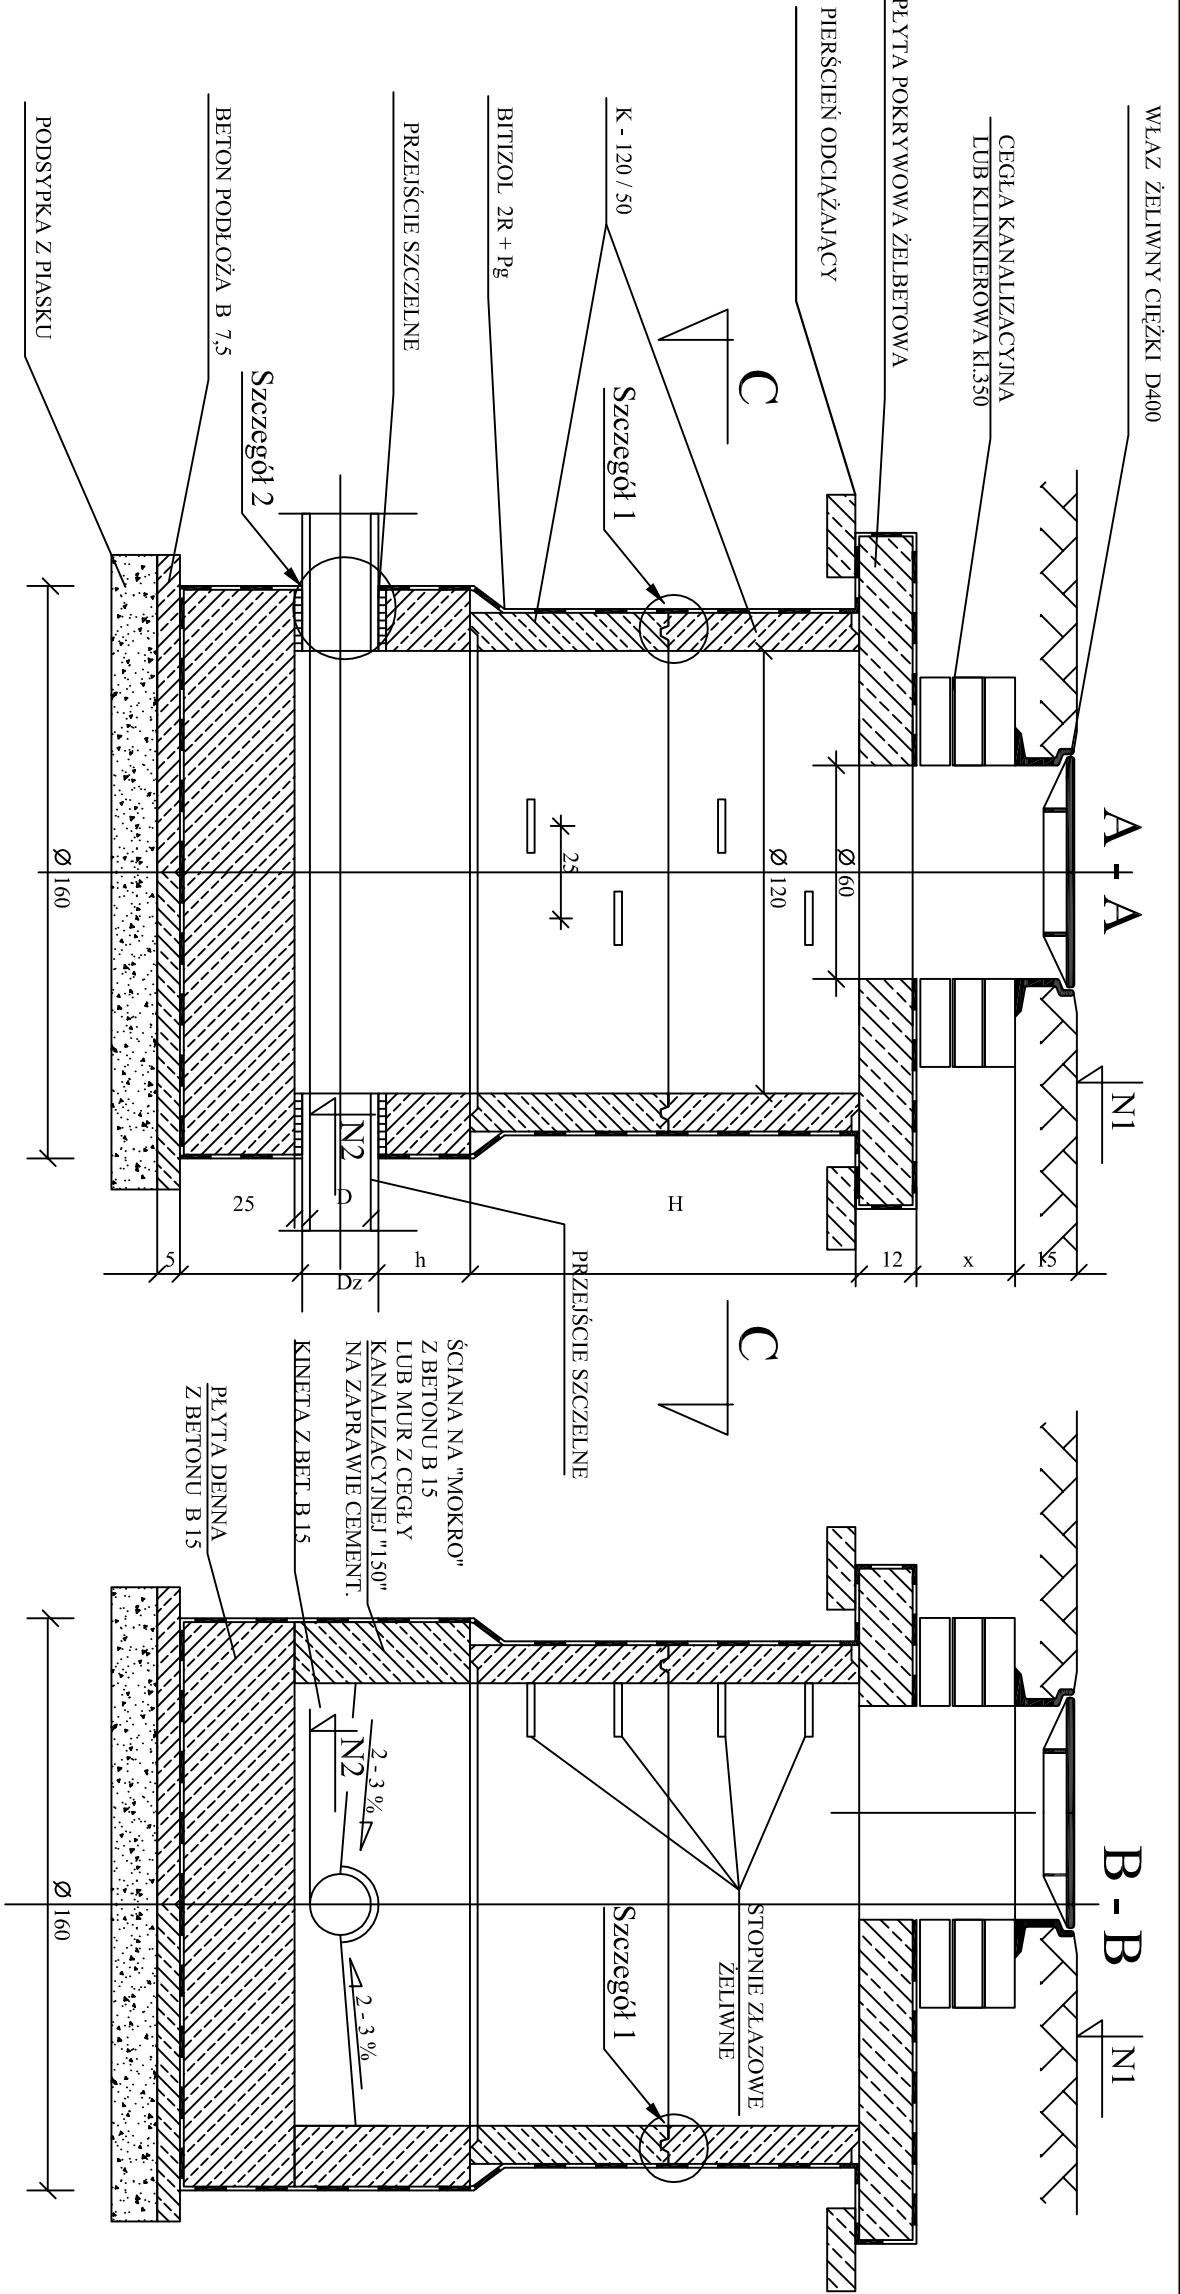 A - A
WŁAZ ŻELIWNY CIĘŻKI D400
CEGŁA KANALIZACYJNA
LUB KLINKIEROWA kl.350
PŁYTA POKRYWOWA ŻELBETOWA
PIERŚCIEŃ ODCIĄŻAJĄCY
C
K - 120 / 50
Szczegół 1
BITIZOL 2R + Pg
PRZEJŚCIE SZCZELNE
Szczegół 2
BETON PODŁOŻA B 7,5
PODSYPKA Z PIASKU
N1
Ø 60
Ø 120
25
N2
Ø 160
15
x
12
H
h
D
Dz
25
5
C
PRZEJŚCIE SZCZELNE
B - B
N1
STOPNIE ZŁAZOWE
ŻELIWNE
Szczegół 1
ŚCIANA NA "MOKRO"
Z BETONU B 15
LUB MUR Z CEGŁY
KANALIZACYJNEJ "150"
NA ZAPRAWIE CEMENT.
KINETA Z BET. B 15
PŁYTA DENNA
Z BETONU B 15
2 - 3 %
N2
2 - 3 %
Ø 160